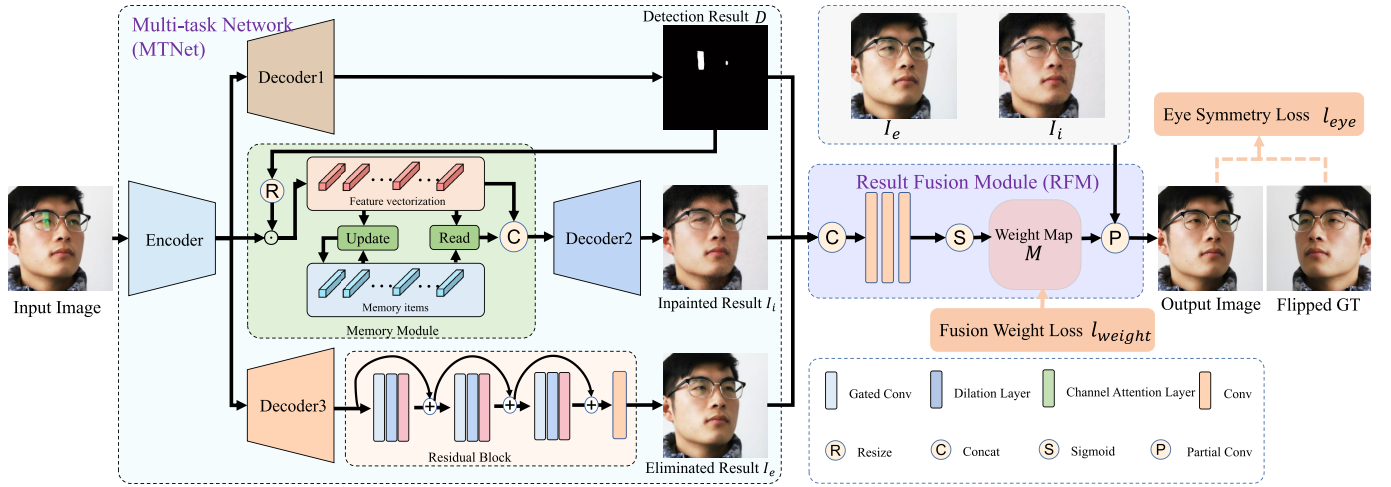 Multi-task Network
(MTNet)
Detection Result D
Decoder1
I_e
I_i
Eye Symmetry Loss l_eye
R
Feature vectorization
Result Fusion Module (RFM)
Encoder
Update
Read
C
Decoder2
C
S
Weight Map
M
P
Memory items
Input Image
Inpainted Result I_i
Output Image
Flipped GT
Memory Module
Fusion Weight Loss l_weight
Decoder3
Residual Block
Eliminated Result I_e
Gated Conv
Dilation Layer
Channel Attention Layer
Conv
R
Resize
C
Concat
S
Sigmoid
P
Partial Conv